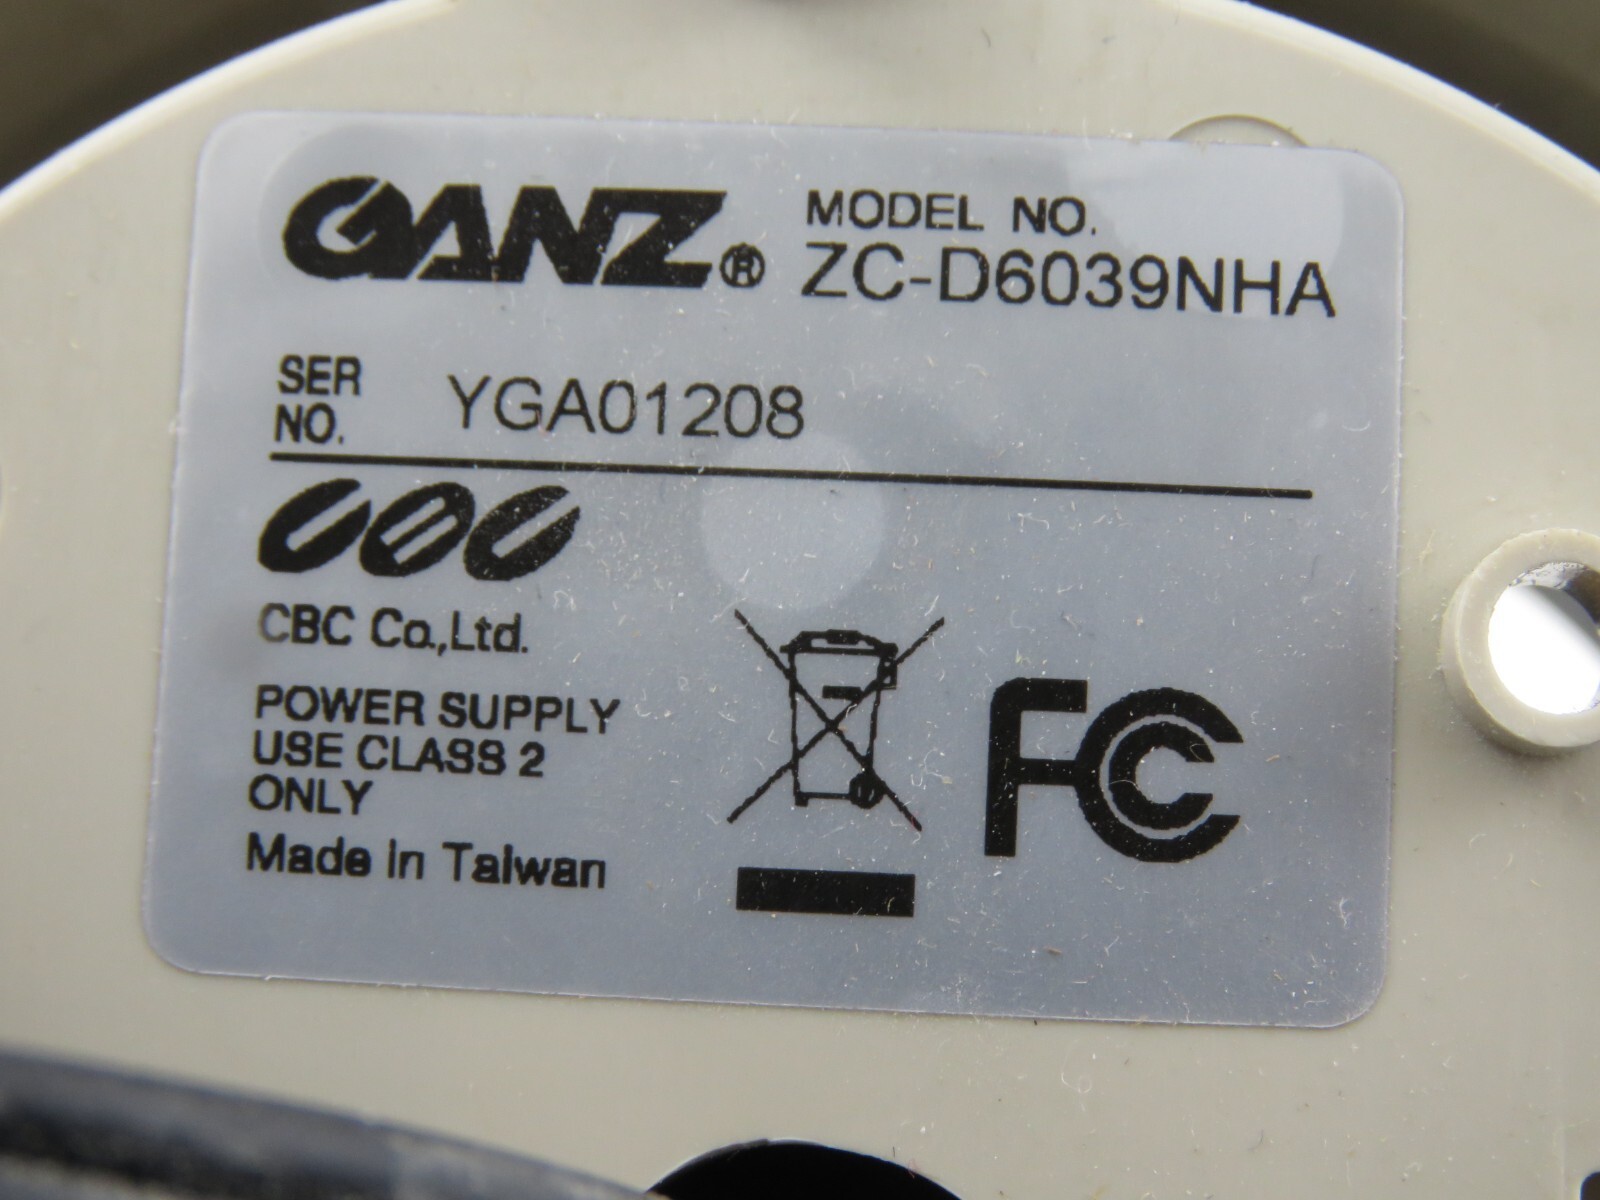 GANZ®
MODEL NO.
ZC-D6039NHA
SER
NO.
YGA01208
CBC
CBC Co.,Ltd.
POWER SUPPLY
USE CLASS 2
ONLY
Made in Taiwan
FC